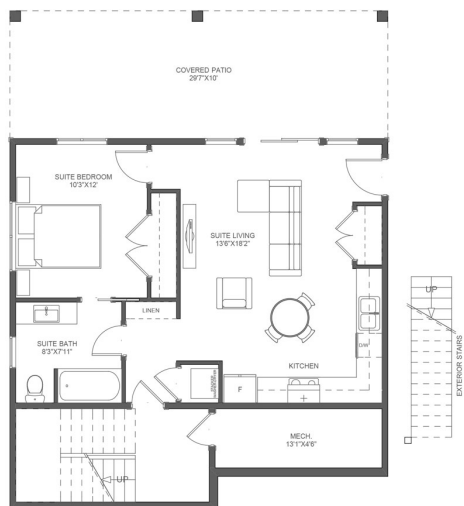 COVERED PATIO
29'7"X10'
SUITE BEDROOM
10'3"X12'
SUITE LIVING
13'6"X18'2"
UP
LINEN
SUITE BATH
8'3"X7'11"
D/W
EXTERIOR STAIRS
KITCHEN
F
MECH.
13'1"X4'6"
UP